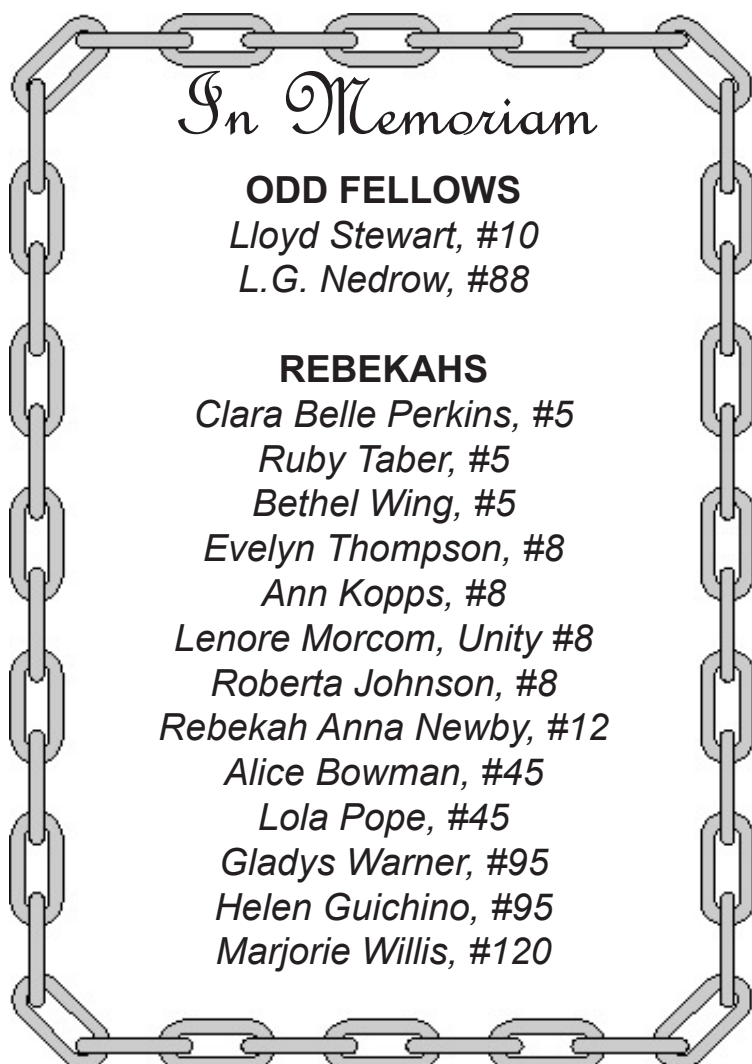 In Memoriam
ODD FELLOWS
Lloyd Stewart, #10
L.G. Nedrow, #88
REBEKAHS
Clara Belle Perkins, #5
Ruby Taber, #5
Bethel Wing, #5
Evelyn Thompson, #8
Ann Kopps, #8
Lenore Morcom, Unity #8
Roberta Johnson, #8
Rebekah Anna Newby, #12
Alice Bowman, #45
Lola Pope, #45
Gladys Warner, #95
Helen Guichino, #95
Marjorie Willis, #120